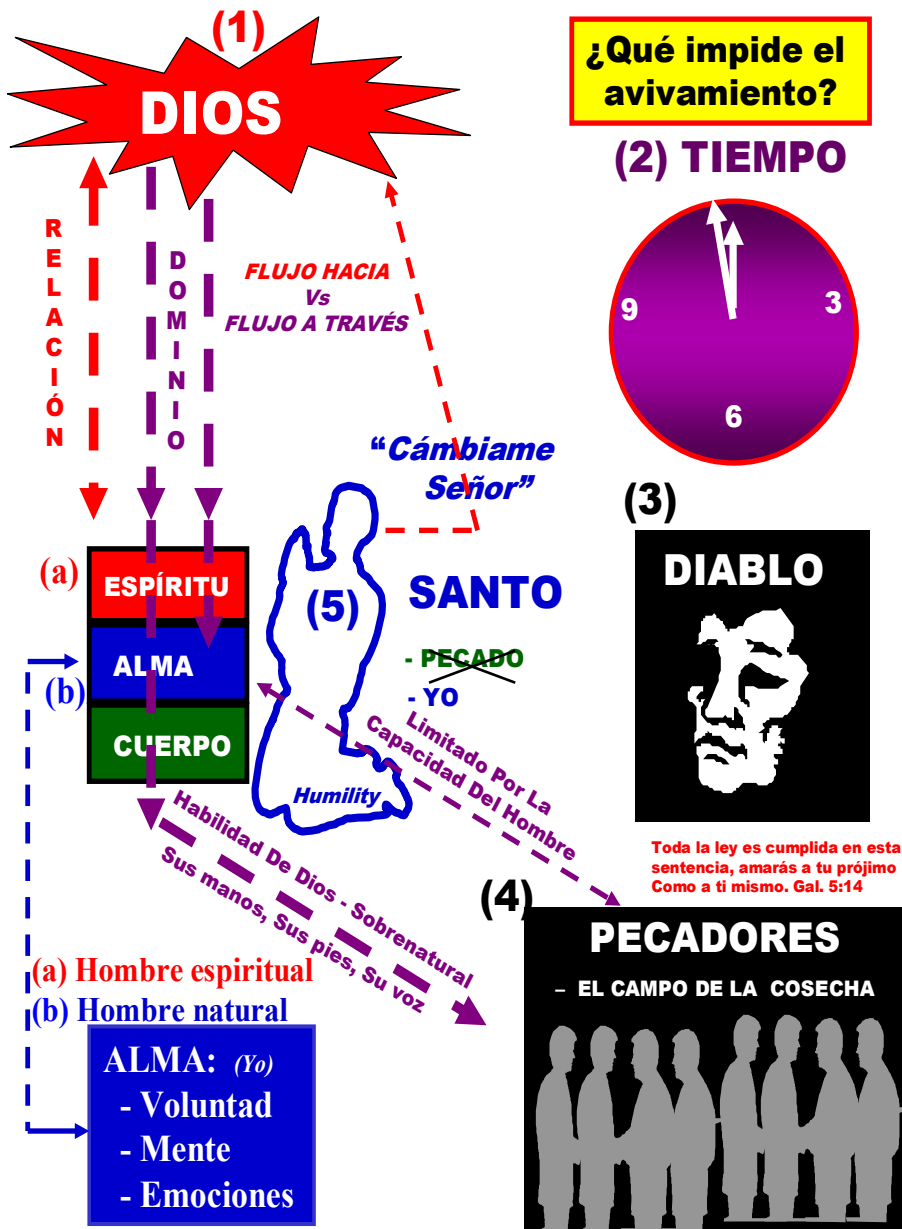 (1)
DIOS
¿Qué impide el
avivamiento?
(2) TIEMPO
9
3
6
RELACIÓN
DOMINIO
FLUJO HACIA
Vs
FLUJO A TRAVÉS
“Cámbiame
Señor”
(3)
DIABLO
(a)
ESPÍRITU
(b)
ALMA
CUERPO
(5)
SANTO
- PECADO
- YO
Humility
Limitado Por La
Capacidad Del Hombre
Habilidad De Dios - Sobrenatural
Sus manos, Sus pies, Su voz
Toda la ley es cumplida en esta
sentencia, amarás a tu prójimo
Como a ti mismo. Gal. 5:14
(4)
PECADORES
– EL CAMPO DE LA COSECHA
(a) Hombre espiritual
(b) Hombre natural
ALMA: (Yo)
- Voluntad
- Mente
- Emociones